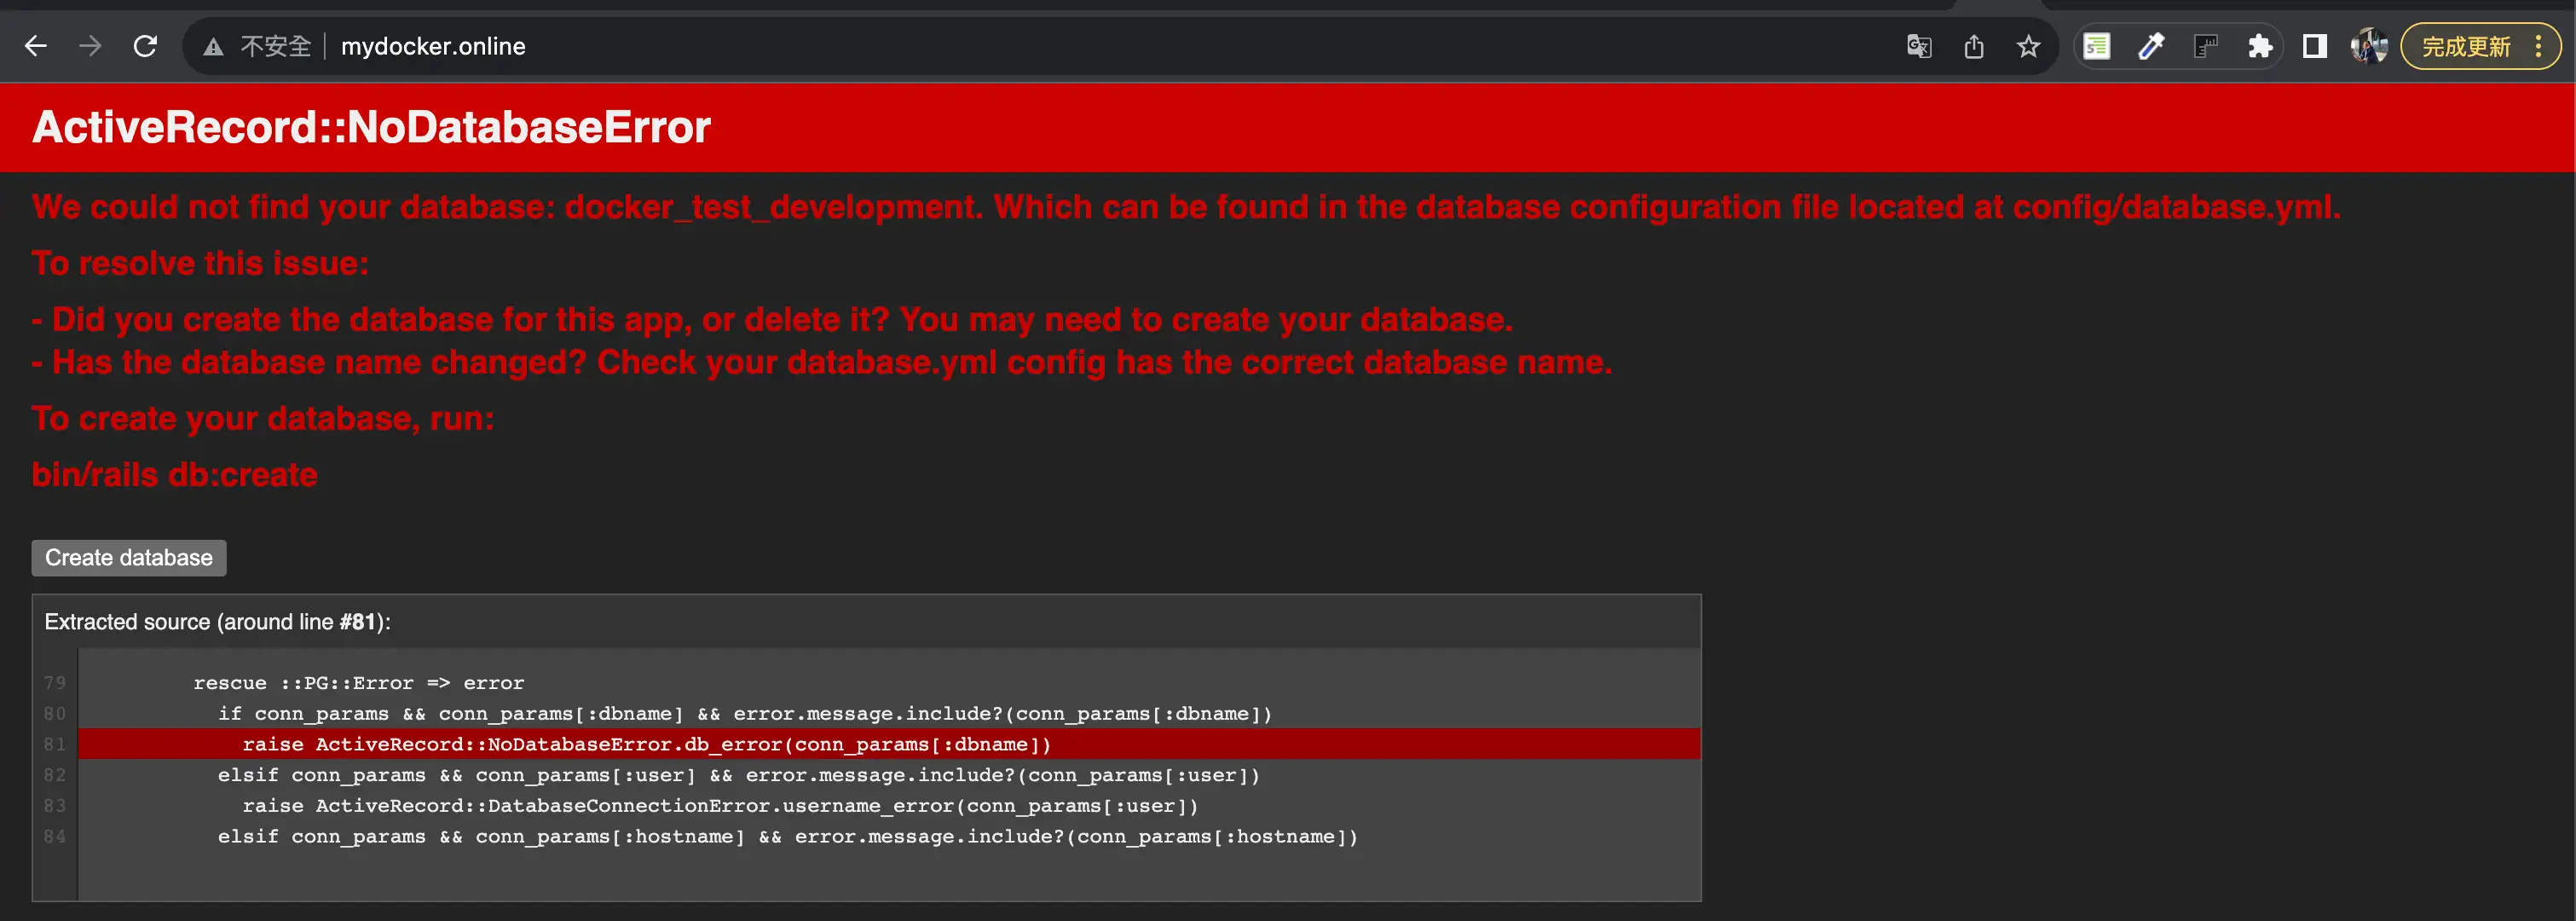 不安全 mydocker.online 完成更新
ActiveRecord::NoDatabaseError
We could not find your database: docker_test_development. Which can be found in the database configuration file located at config/database.yml.
To resolve this issue:
- Did you create the database for this app, or delete it? You may need to create your database.
- Has the database name changed? Check your database.yml config has the correct database name.
To create your database, run:
bin/rails db:create
Create database
Extracted source (around line #81):
79 rescue ::PG::Error => error
80 if conn_params && conn_params[:dbname] && error.message.include?(conn_params[:dbname])
81 raise ActiveRecord::NoDatabaseError.db_error(conn_params[:dbname])
82 elsif conn_params && conn_params[:user] && error.message.include?(conn_params[:user])
83 raise ActiveRecord::DatabaseConnectionError.username_error(conn_params[:user])
84 elsif conn_params && conn_params[:hostname] && error.message.include?(conn_params[:hostname])